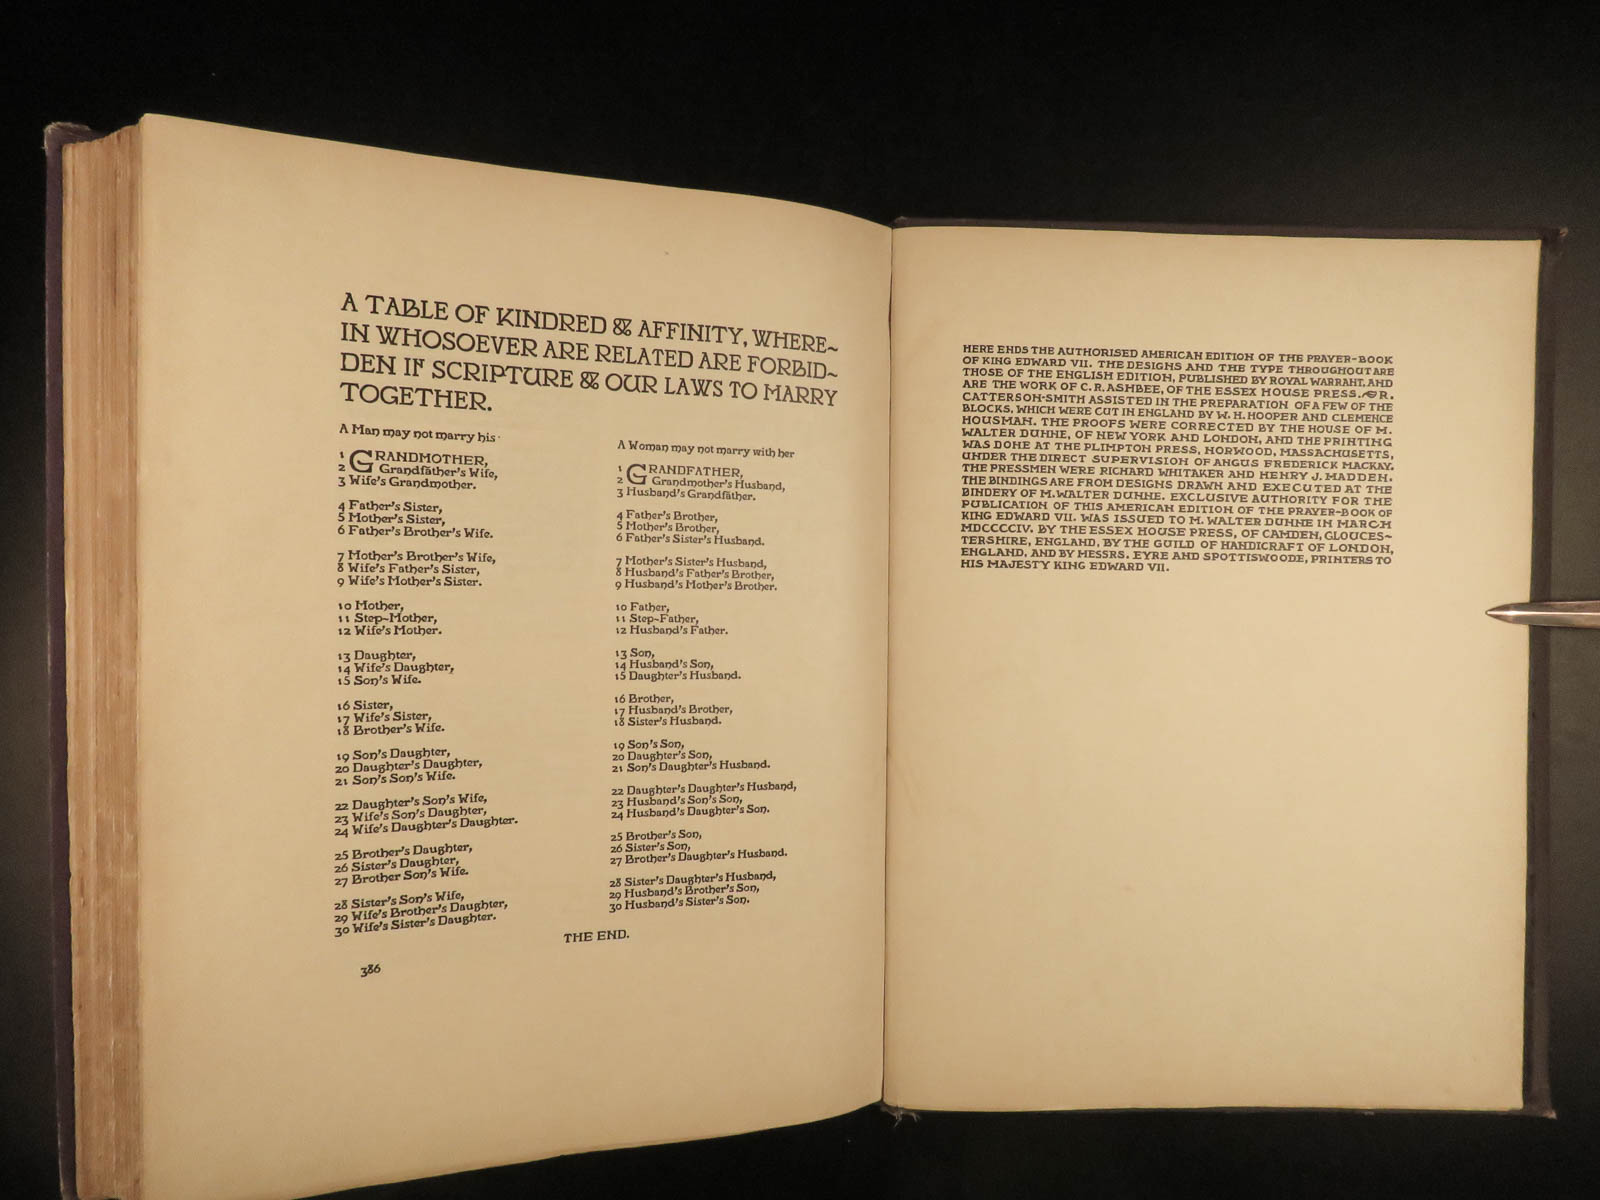 A TABLE OF KINDRED & AFFINITY, WHERE~
IN WHOSOEVER ARE RELATED ARE FORBID~
DEN IN SCRIPTURE & OUR LAWS TO MARRY
TOGETHER.
A Man may not marry his
1 GRANDMOTHER,
2 Grandfather's Wife,
3 Wife's Grandmother.
4 Father's Sister,
5 Mother's Sister,
6 Father's Brother's Wife.
7 Mother's Brother's Wife,
8 Wife's Father's Sister,
9 Wife's Mother's Sister.
10 Mother,
11 Step~Mother,
12 Wife's Mother.
13 Daughter,
14 Wife's Daughter,
15 Son's Wife.
16 Sister,
17 Wife's Sister,
18 Brother's Wife.
19 Son's Daughter,
20 Daughter's Daughter,
21 Son's Son's Wife.
22 Daughter's Son's Wife,
23 Wife's Son's Daughter,
24 Wife's Daughter's Daughter.
25 Brother's Daughter,
26 Sister's Daughter,
27 Brother Son's Wife.
28 Sister's Son's Wife,
29 Wife's Brother's Daughter,
30 Wife's Sister's Daughter.
A Woman may not marry with her
1 GRANDFATHER,
2 Grandmother's Husband,
3 Husband's Grandfather.
4 Father's Brother,
5 Mother's Brother,
6 Father's Sister's Husband.
7 Mother's Sister's Husband,
8 Husband's Father's Brother,
9 Husband's Mother's Brother.
10 Father,
11 Step~Father,
12 Husband's Father.
13 Son,
14 Husband's Son,
15 Daughter's Husband.
16 Brother,
17 Husband's Brother,
18 Sister's Husband.
19 Son's Son,
20 Daughter's Son,
21 Son's Daughter's Husband.
22 Daughter's Daughter's Husband,
23 Husband's Son's Son,
24 Husband's Daughter's Son.
25 Brother's Son,
26 Sister's Son,
27 Brother's Daughter's Husband.
28 Sister's Daughter's Husband,
29 Husband's Brother's Son,
30 Husband's Sister's Son.
THE END.
386
HERE ENDS THE AUTHORISED AMERICAN EDITION OF THE PRAYER-BOOK
OF KING EDWARD VII. THE DESIGNS AND THE TYPE THROUGHOUT ARE
THOSE OF THE ENGLISH EDITION, PUBLISHED BY ROYAL WARRANT, AND
ARE THE WORK OF C. R. ASHBEE, OF THE ESSEX HOUSE PRESS. R.
CATTERSON-SMITH ASSISTED IN THE PREPARATION OF A FEW OF THE
BLOCKS, WHICH WERE CUT IN ENGLAND BY W. H. HOOPER AND CLEMENCE
HOUSMAN. THE PROOFS WERE CORRECTED BY THE HOUSE OF M.
WALTER DUNNE, OF NEW YORK AND LONDON, AND THE PRINTING
WAS DONE AT THE PLIMPTON PRESS, NORWOOD, MASSACHUSETTS,
UNDER THE DIRECT SUPERVISION OF ANGUS FREDERICK MACKAY.
THE PRESSMEN WERE RICHARD WHITAKER AND HENRY J. MADDEN.
THE BINDINGS ARE FROM DESIGNS DRAWN AND EXECUTED AT THE
BINDERY OF M. WALTER DUNNE. EXCLUSIVE AUTHORITY FOR THE
PUBLICATION OF THIS AMERICAN EDITION OF THE PRAYER-BOOK OF
KING EDWARD VII. WAS ISSUED TO M. WALTER DUNNE IN MARCH
MDCCCCIV. BY THE ESSEX HOUSE PRESS, OF CAMDEN, GLOUCES~
TERSHIRE, ENGLAND, BY THE GUILD OF HANDICRAFT OF LONDON,
ENGLAND, AND BY MESSRS. EYRE AND SPOTTISWOODE, PRINTERS TO
HIS MAJESTY KING EDWARD VII.